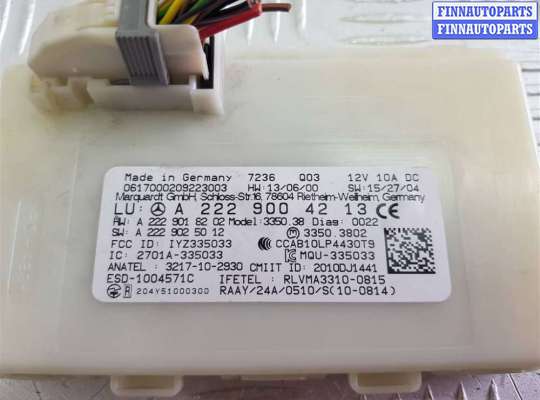 FINNAUTOPARTS
FINNAUTOPARTS
Made in Germany 7236 Q03 12V 10A DC
0617000209223003 HW:13/06/00 SW:15/27/04
Marquardt GmbH, Schloss-Str.16, 78604 Rietheim-Weilheim, Germany
LU: A 222 900 42 13 CE
HW: A 222 901 62 02 Model: 3350.38 Diag: 0022
SW: A 222 902 50 12 3350.3802
FCC ID: IYZ335033 CCAB10LP4430T9
IC: 2701A-335033 MQU-335033
ANATEL : 3217-10-2930 CMIIT ID: 2010DJ1441
ESD-1004571C IFETEL : RLVMA3310-0815
R 204Y51000300 RAAY/24A/0510/S(10-0814)